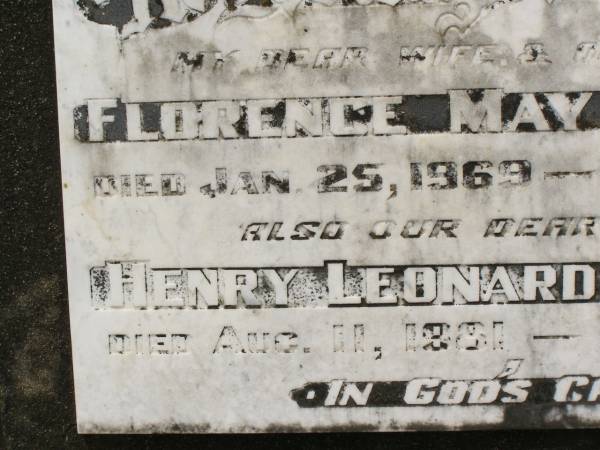 MY DEAR WIFE &
FLORENCE MAY
DIED JAN. 25, 1969 —
ALSO OUR DEAR
HENRY LEONARD
DIED AUG. 11, 1981 —
· IN GOD'S